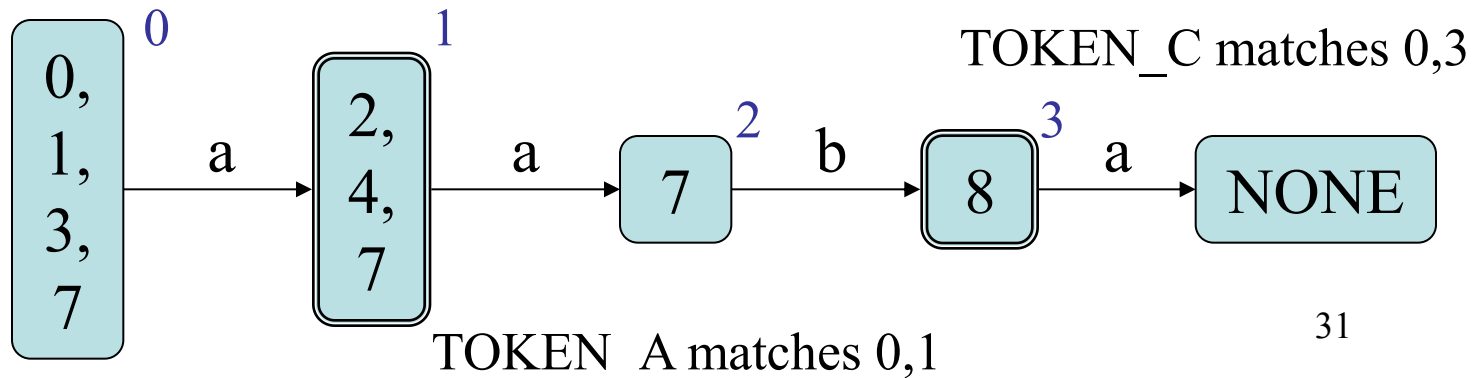 0
0,
1,
3,
7
a
1
2,
4,
7
a
2
7
b
3
8
a
NONE
TOKEN_C matches 0,3
TOKEN A matches 0,1
31